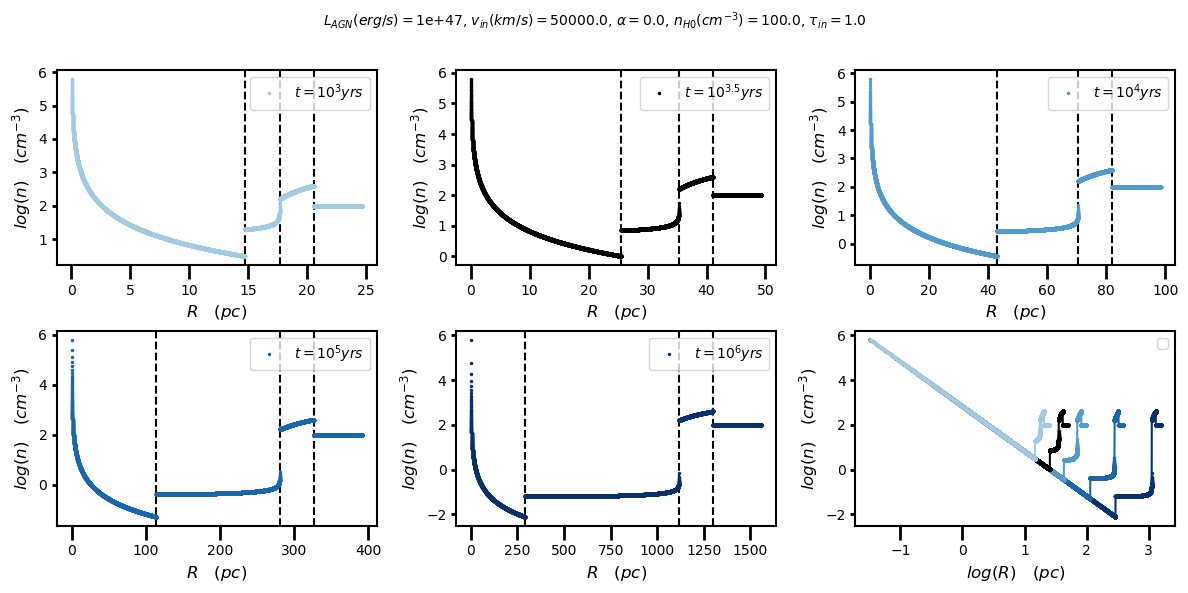 L_{AGN}(erg/s) = 1e+47, v_{in}(km/s) = 50000.0, α = 0.0, n_{H0}(cm^{-3}) = 100.0, τ_{in} = 1.0
6
5
4
3
2
1
log(n) (cm^{-3})
t = 10^3 yrs
0 5 10 15 20 25
R (pc)
6
5
4
3
2
1
0
log(n) (cm^{-3})
t = 10^{3.5} yrs
0 10 20 30 40 50
R (pc)
6
5
4
3
2
1
0
log(n) (cm^{-3})
t = 10^4 yrs
0 20 40 60 80 100
R (pc)
6
4
2
0
log(n) (cm^{-3})
t = 10^5 yrs
0 100 200 300 400
R (pc)
6
4
2
0
−2
log(n) (cm^{-3})
t = 10^6 yrs
0 250 500 750 1000 1250 1500
R (pc)
6
4
2
0
−2
log(n) (cm^{-3})
−1 0 1 2 3
log(R) (pc)